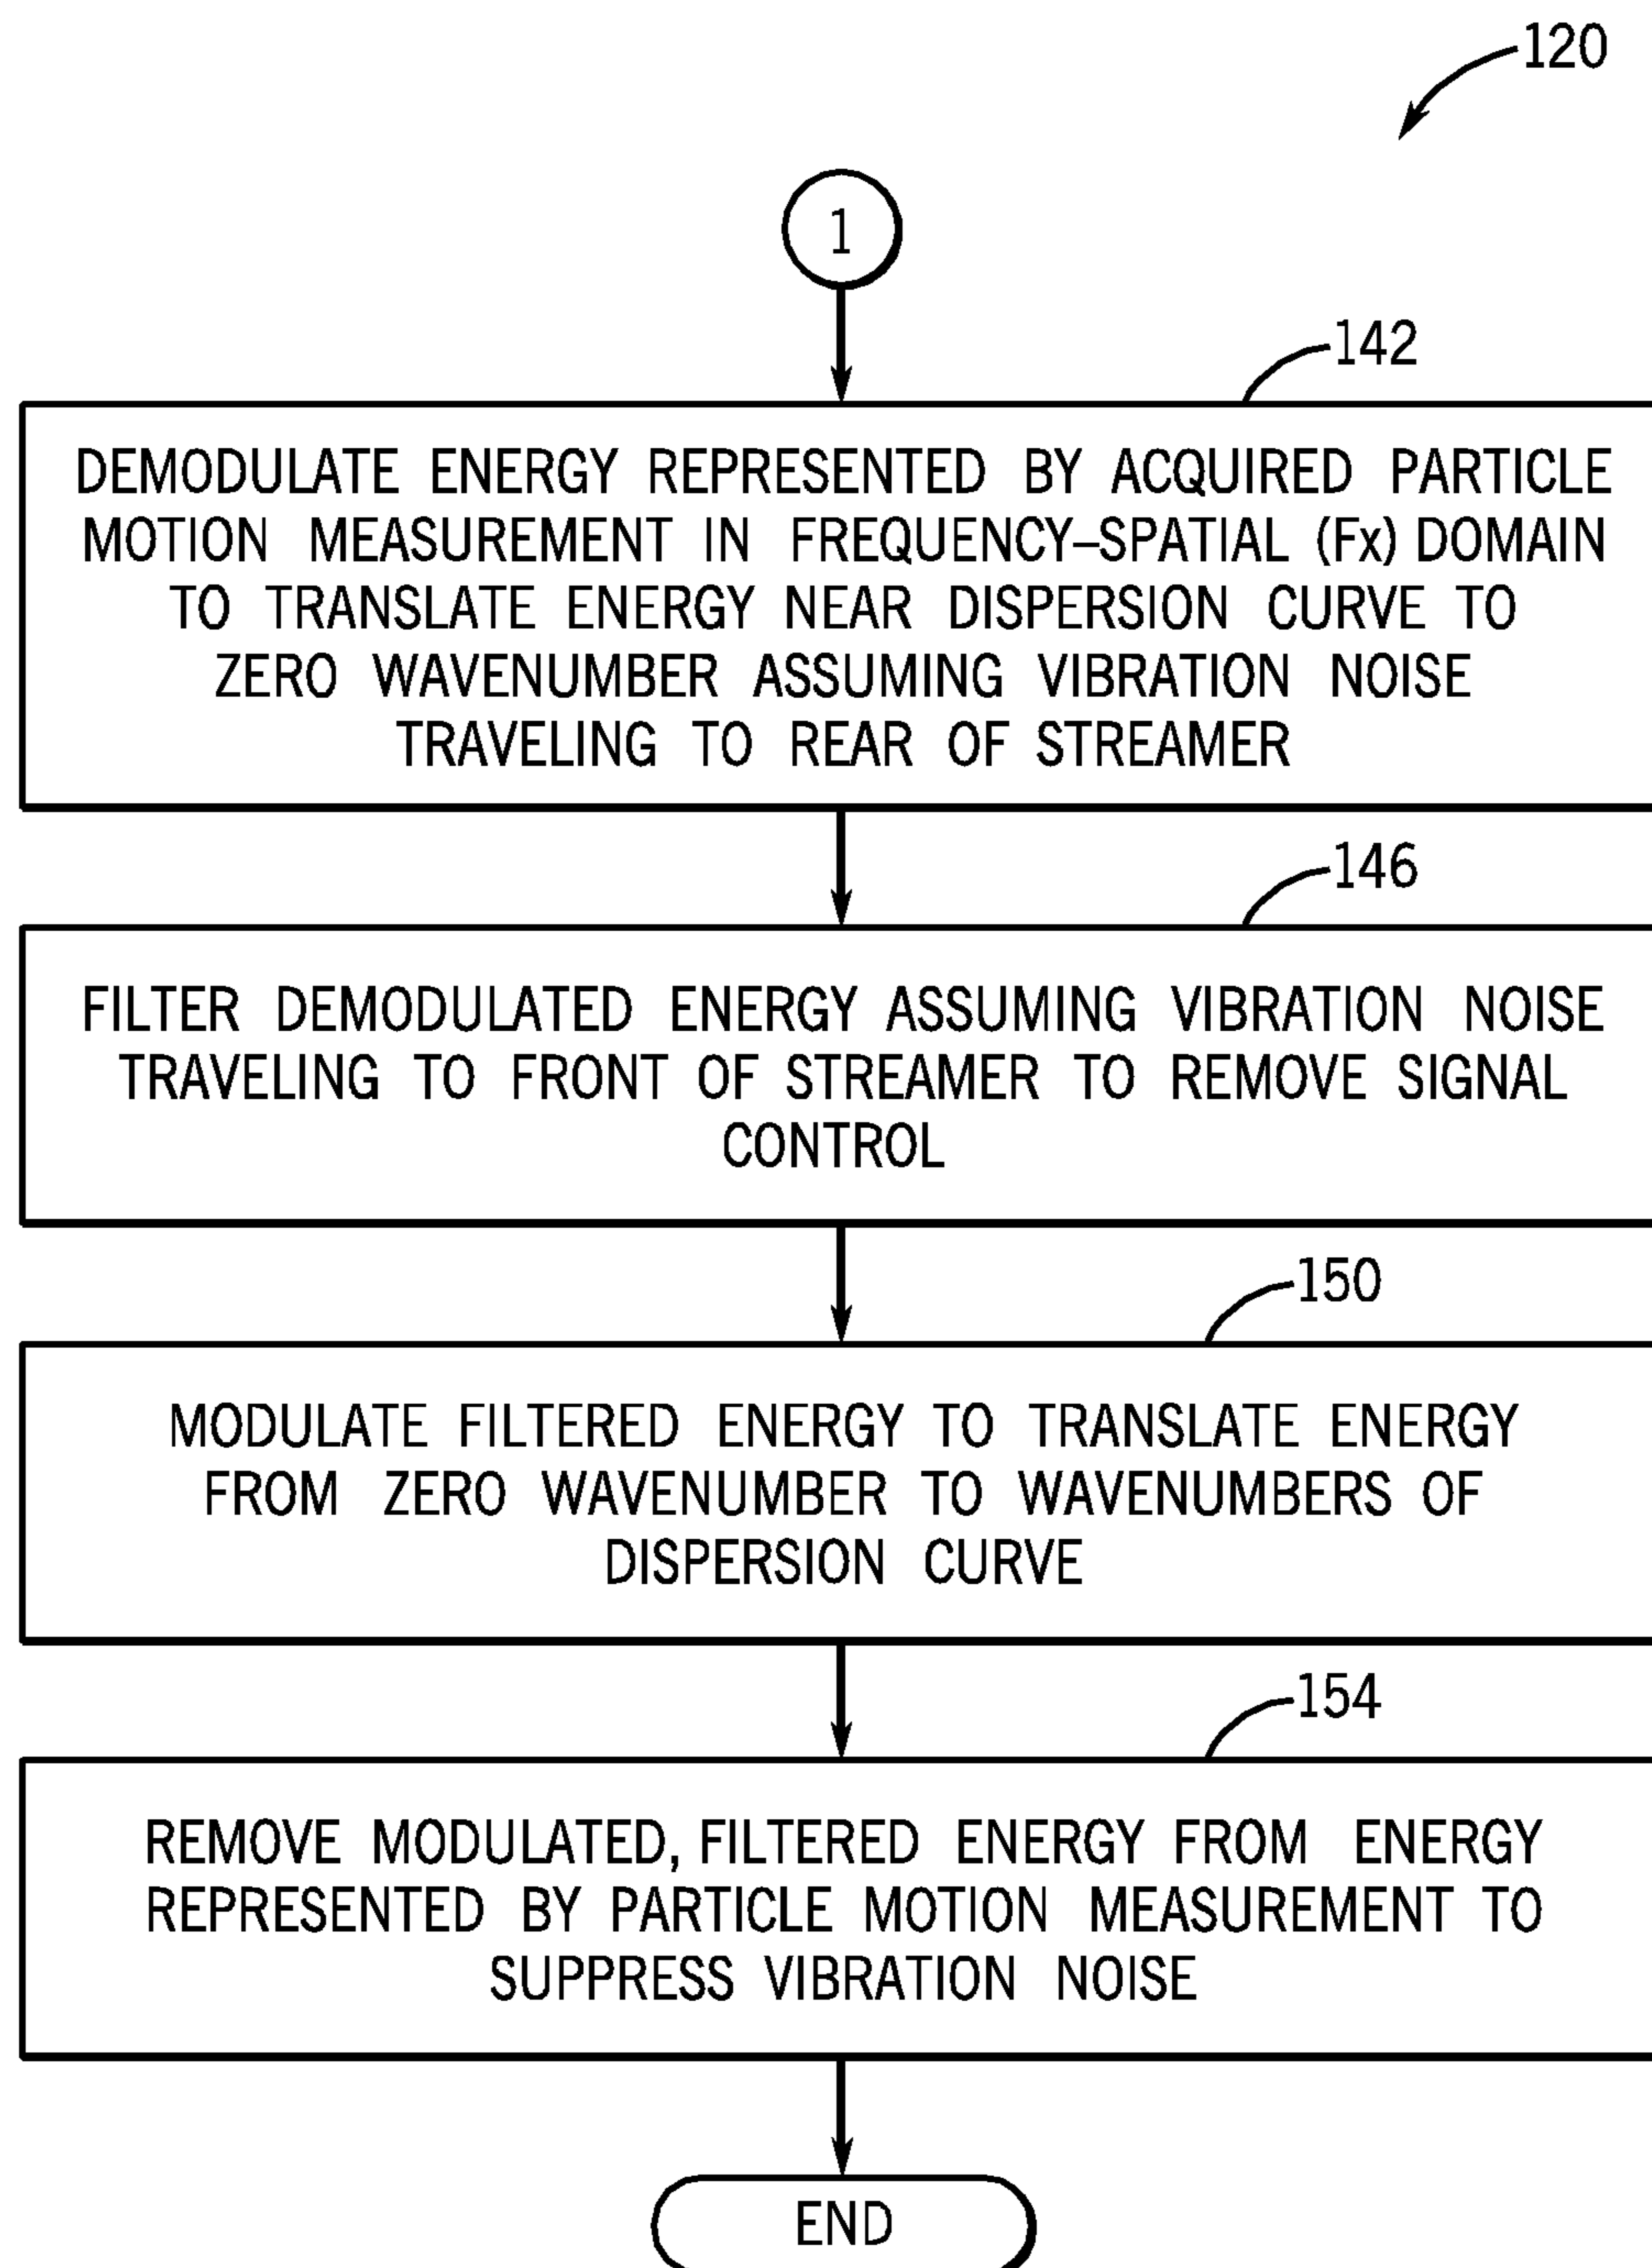 120
1
142
DEMODULATE ENERGY REPRESENTED BY ACQUIRED PARTICLE
MOTION MEASUREMENT IN FREQUENCY–SPATIAL (Fx) DOMAIN
TO TRANSLATE ENERGY NEAR DISPERSION CURVE TO
ZERO WAVENUMBER ASSUMING VIBRATION NOISE
TRAVELING TO REAR OF STREAMER
146
FILTER DEMODULATED ENERGY ASSUMING VIBRATION NOISE
TRAVELING TO FRONT OF STREAMER TO REMOVE SIGNAL
CONTROL
150
MODULATE FILTERED ENERGY TO TRANSLATE ENERGY
FROM ZERO WAVENUMBER TO WAVENUMBERS OF
DISPERSION CURVE
154
REMOVE MODULATED, FILTERED ENERGY FROM ENERGY
REPRESENTED BY PARTICLE MOTION MEASUREMENT TO
SUPPRESS VIBRATION NOISE
END